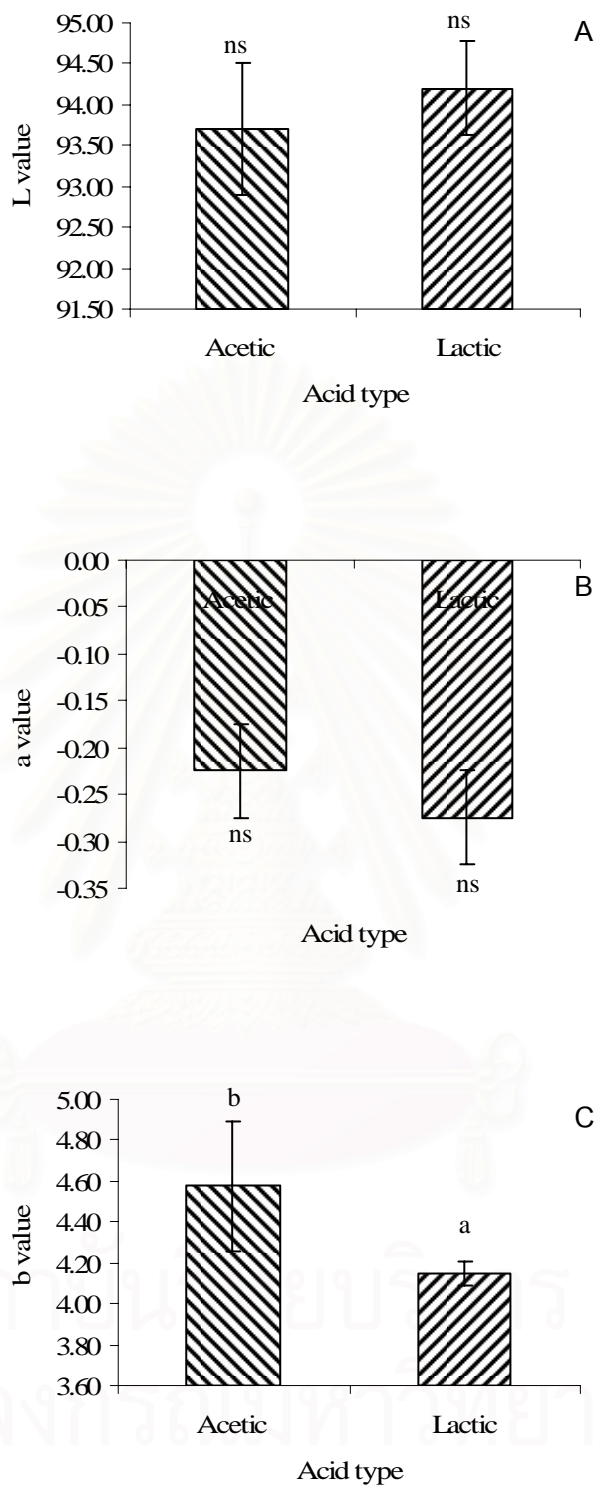 A
95.00
ns
ns
94.50
94.00
93.50
93.00
92.50
92.00
91.50
L value
Acetic
Lactic
Acid type
B
0.00
-0.05
Acetic
Lactic
-0.10
-0.15
-0.20
-0.25
-0.30
-0.35
a value
ns
ns
Acid type
C
5.00
b
4.80
4.60
4.40
a
4.20
4.00
3.80
3.60
b value
Acetic
Lactic
Acid type